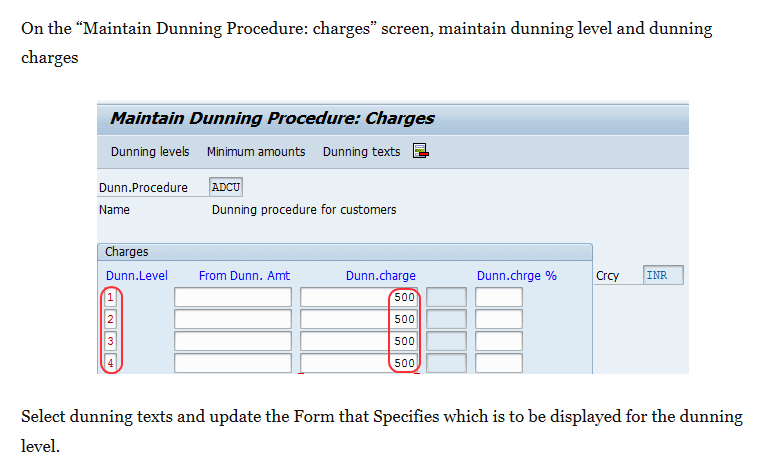 On the “Maintain Dunning Procedure: charges” screen, maintain dunning level and dunning
charges
Maintain Dunning Procedure: Charges
Dunning levels Minimum amounts Dunning texts
Dunn.Procedure ADCU
Name Dunning procedure for customers
Charges
Dunn.Level From Dunn. Amt Dunn.charge Dunn.chrge % Crcy INR
1 500
2 500
3 500
4 500
Select dunning texts and update the Form that Specifies which is to be displayed for the dunning
level.